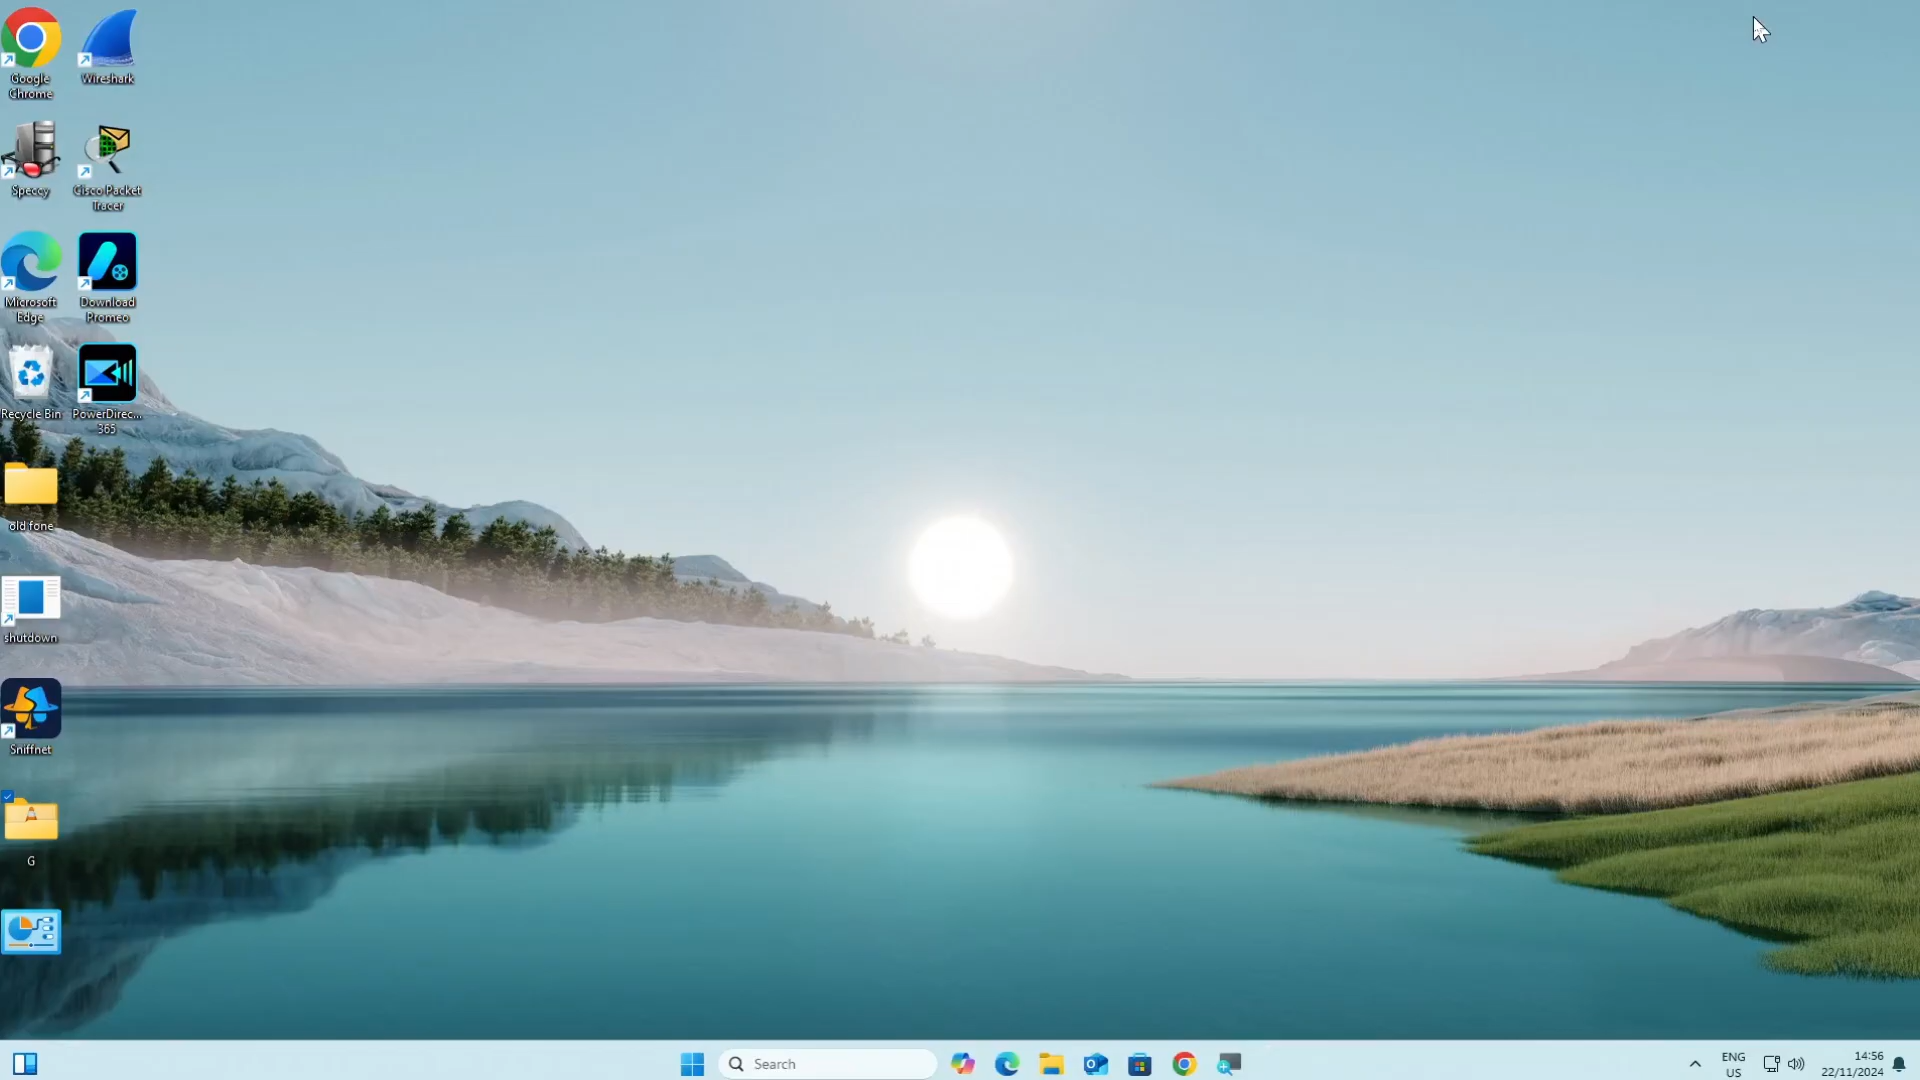 Google
Chrome
Wireshark
Speccy
Cisco Packet
Tracer
Microsoft
Edge
Download
Promeo
Recycle Bin
PowerDirec...
365
old fone
shutdown
Sniffnet
G
Search
ENG
US
14:56
22/11/2024